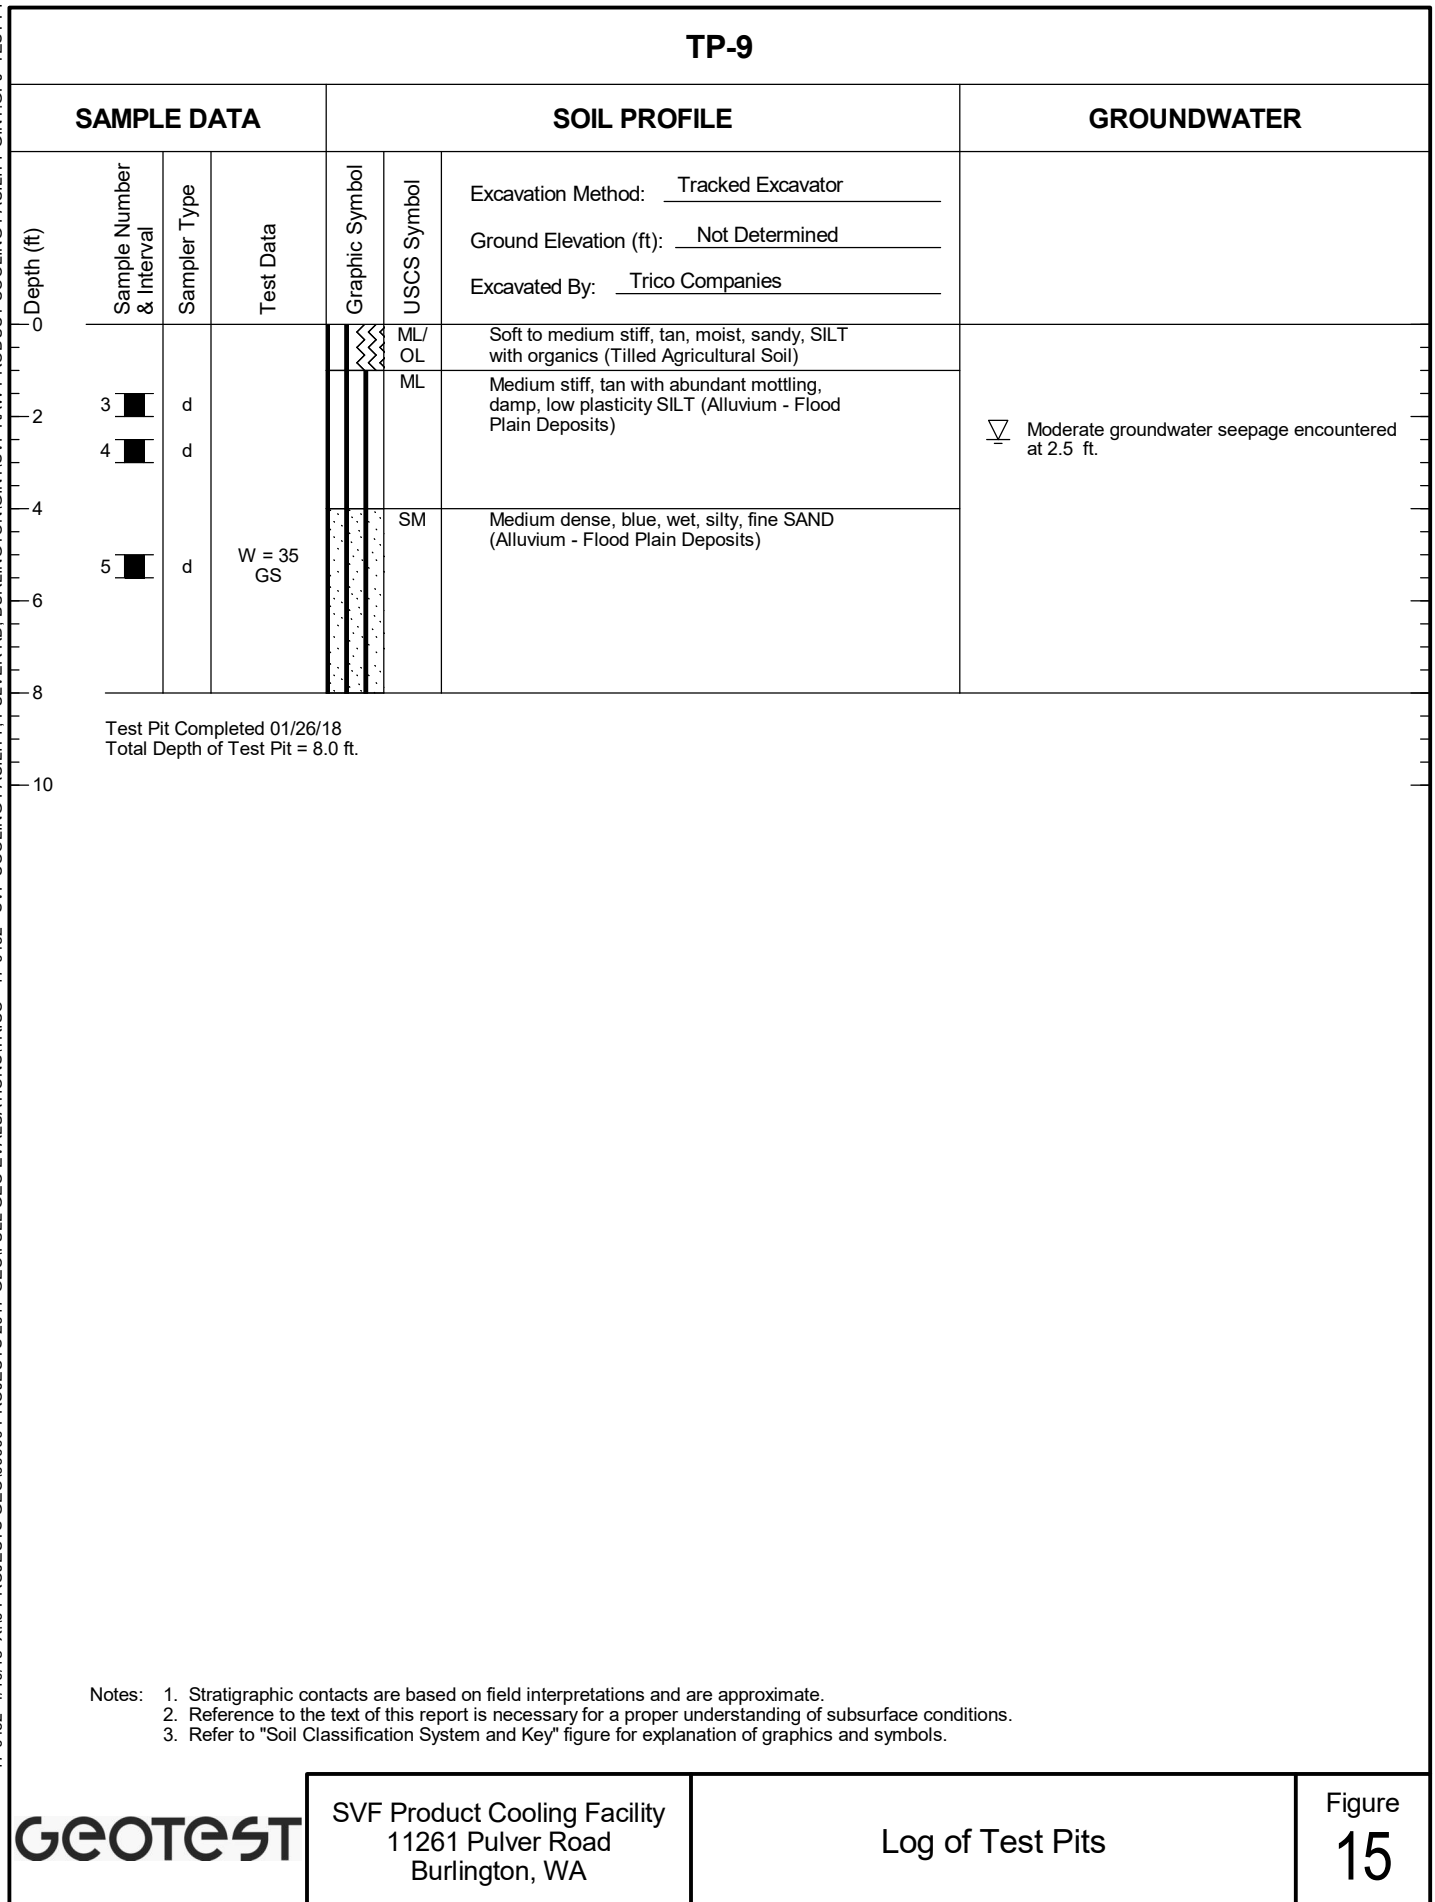 TP-9
SAMPLE DATA
SOIL PROFILE
GROUNDWATER
Depth (ft)
Sample Number
& Interval
Sampler Type
Test Data
Graphic Symbol
USCS Symbol
Excavation Method: Tracked Excavator
Ground Elevation (ft): Not Determined
Excavated By: Trico Companies
0
ML/
OL
Soft to medium stiff, tan, moist, sandy, SILT
with organics (Tilled Agricultural Soil)
ML
Medium stiff, tan with abundant mottling,
damp, low plasticity SILT (Alluvium - Flood
Plain Deposits)
3 d
2
4 d
Moderate groundwater seepage encountered
at 2.5 ft.
4
SM
Medium dense, blue, wet, silty, fine SAND
(Alluvium - Flood Plain Deposits)
5 d
W = 35
GS
6
8
Test Pit Completed 01/26/18
Total Depth of Test Pit = 8.0 ft.
10
Notes: 1. Stratigraphic contacts are based on field interpretations and are approximate.
2. Reference to the text of this report is necessary for a proper understanding of subsurface conditions.
3. Refer to "Soil Classification System and Key" figure for explanation of graphics and symbols.
GEOTEST
SVF Product Cooling Facility
11261 Pulver Road
Burlington, WA
Log of Test Pits
Figure
15